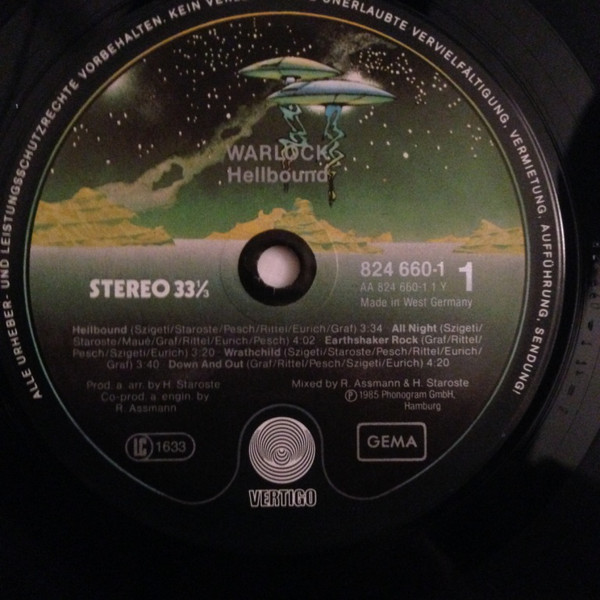 ALLE URHEBER- UND LEISTUNGSSCHUTZRECHTE VORBEHALTEN. KEIN UNERLAUBTE VERVIELFÄLTIGUNG, VERMIETUNG, AUFFÜHRUNG, SENDUNG!
WARLOCK
Hellbound
STEREO 33⅓
824 660-1 1
AA 824 660-1 1 Y
Made in West Germany
Hellbound (Szigeti/Staroste/Pesch/Rittel/Eurich/Graf) 3:34 · All Night (Szigeti/
Staroste/Maué/Graf/Rittel/Pesch) 4:02 · Earthshaker Rock (Graf/Rittel/
Pesch/Szigeti/Eurich) 3:20 · Wrathchild (Szigeti/Staroste/Pesch/Rittel/Eurich/
Graf) 3:40 · Down And Out (Graf/Rittel/Pesch/Szigeti/Eurich) 4:20
Prod. a. arr. by H. Staroste
Co-prod. a. engin. by
R. Assmann
Mixed by R. Assmann & H. Staroste
Ⓟ 1985 Phonogram GmbH,
Hamburg
LC 1633
GEMA
VERTIGO